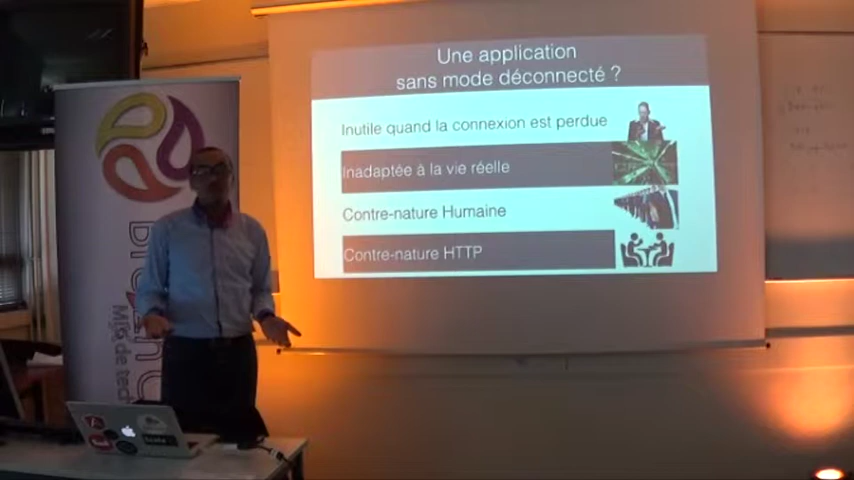 Une application
sans mode déconnecté ?
Inutile quand la connexion est perdue
Inadaptée à la vie réelle
Contre-nature Humaine
Contre-nature HTTP